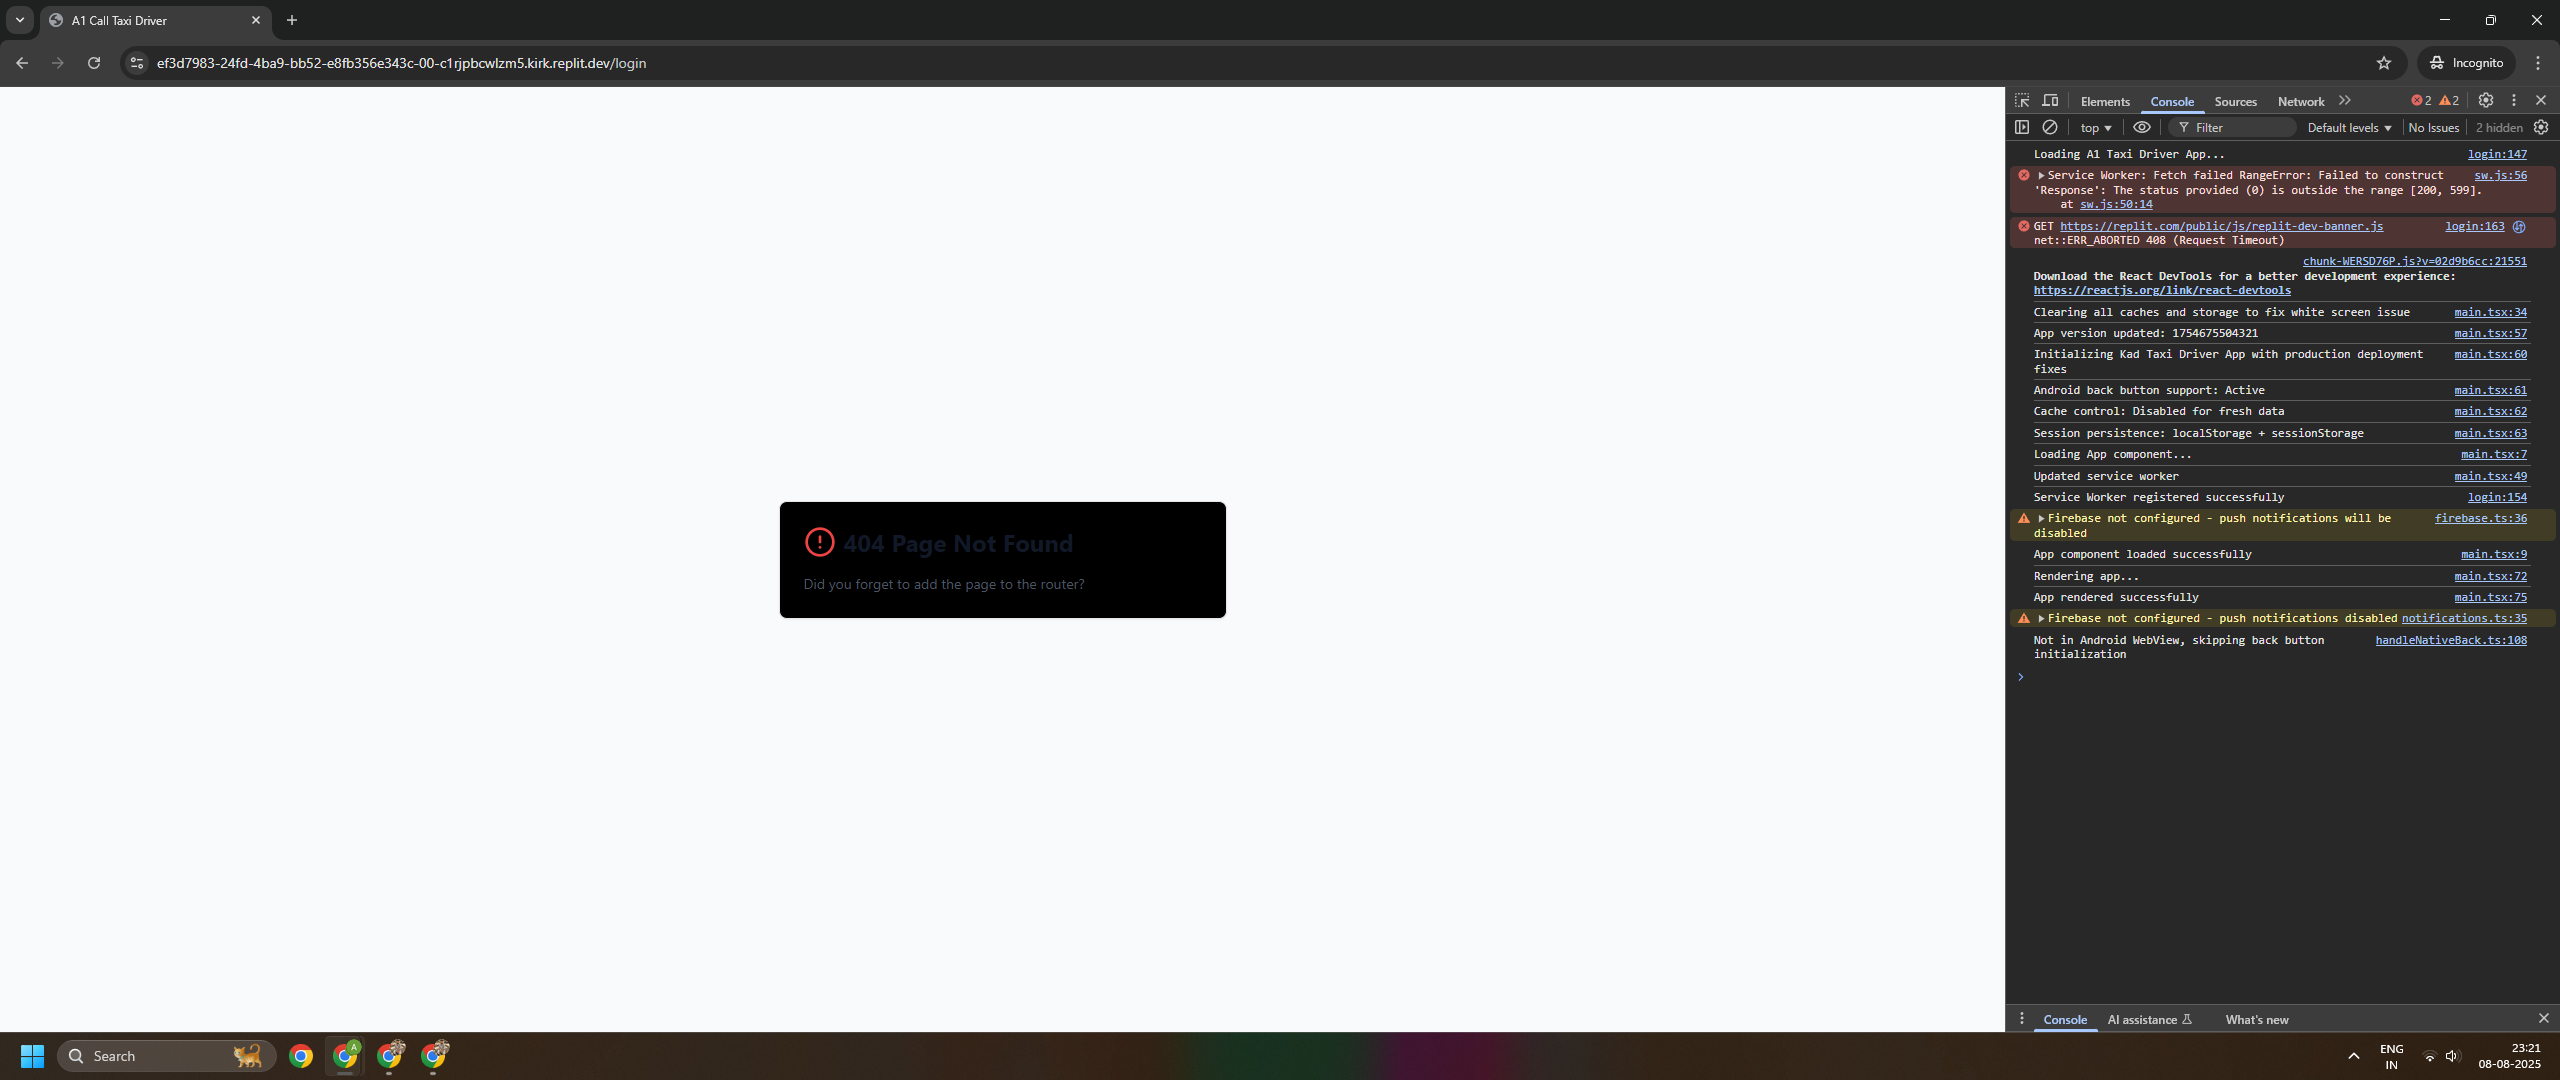 A1 Call Taxi Driver
ef3d7983-24fd-4ba9-bb52-e8fb356e343c-00-c1rjpbcwlzm5.kirk.replit.dev/login
Incognito
404 Page Not Found
Did you forget to add the page to the router?
Elements Console Sources Network 2 2
top Filter Default levels No Issues 2 hidden
Loading A1 Taxi Driver App... login:147
Service Worker: Fetch failed RangeError: Failed to construct sw.js:56
'Response': The status provided (0) is outside the range [200, 599].
at sw.js:50:14
GET https://replit.com/public/js/replit-dev-banner.js login:163
net::ERR_ABORTED 408 (Request Timeout)
chunk-WERSD76P.js?v=02d9b6cc:21551
Download the React DevTools for a better development experience:
https://reactjs.org/link/react-devtools
Clearing all caches and storage to fix white screen issue main.tsx:34
App version updated: 1754675504321 main.tsx:57
Initializing Kad Taxi Driver App with production deployment main.tsx:60
fixes
Android back button support: Active main.tsx:61
Cache control: Disabled for fresh data main.tsx:62
Session persistence: localStorage + sessionStorage main.tsx:63
Loading App component... main.tsx:7
Updated service worker main.tsx:49
Service Worker registered successfully login:154
Firebase not configured - push notifications will be firebase.ts:36
disabled
App component loaded successfully main.tsx:9
Rendering app... main.tsx:72
App rendered successfully main.tsx:75
Firebase not configured - push notifications disabled notifications.ts:35
Not in Android WebView, skipping back button handleNativeBack.ts:108
initialization
Console AI assistance What's new
Search
A
ENG
IN
23:21
08-08-2025